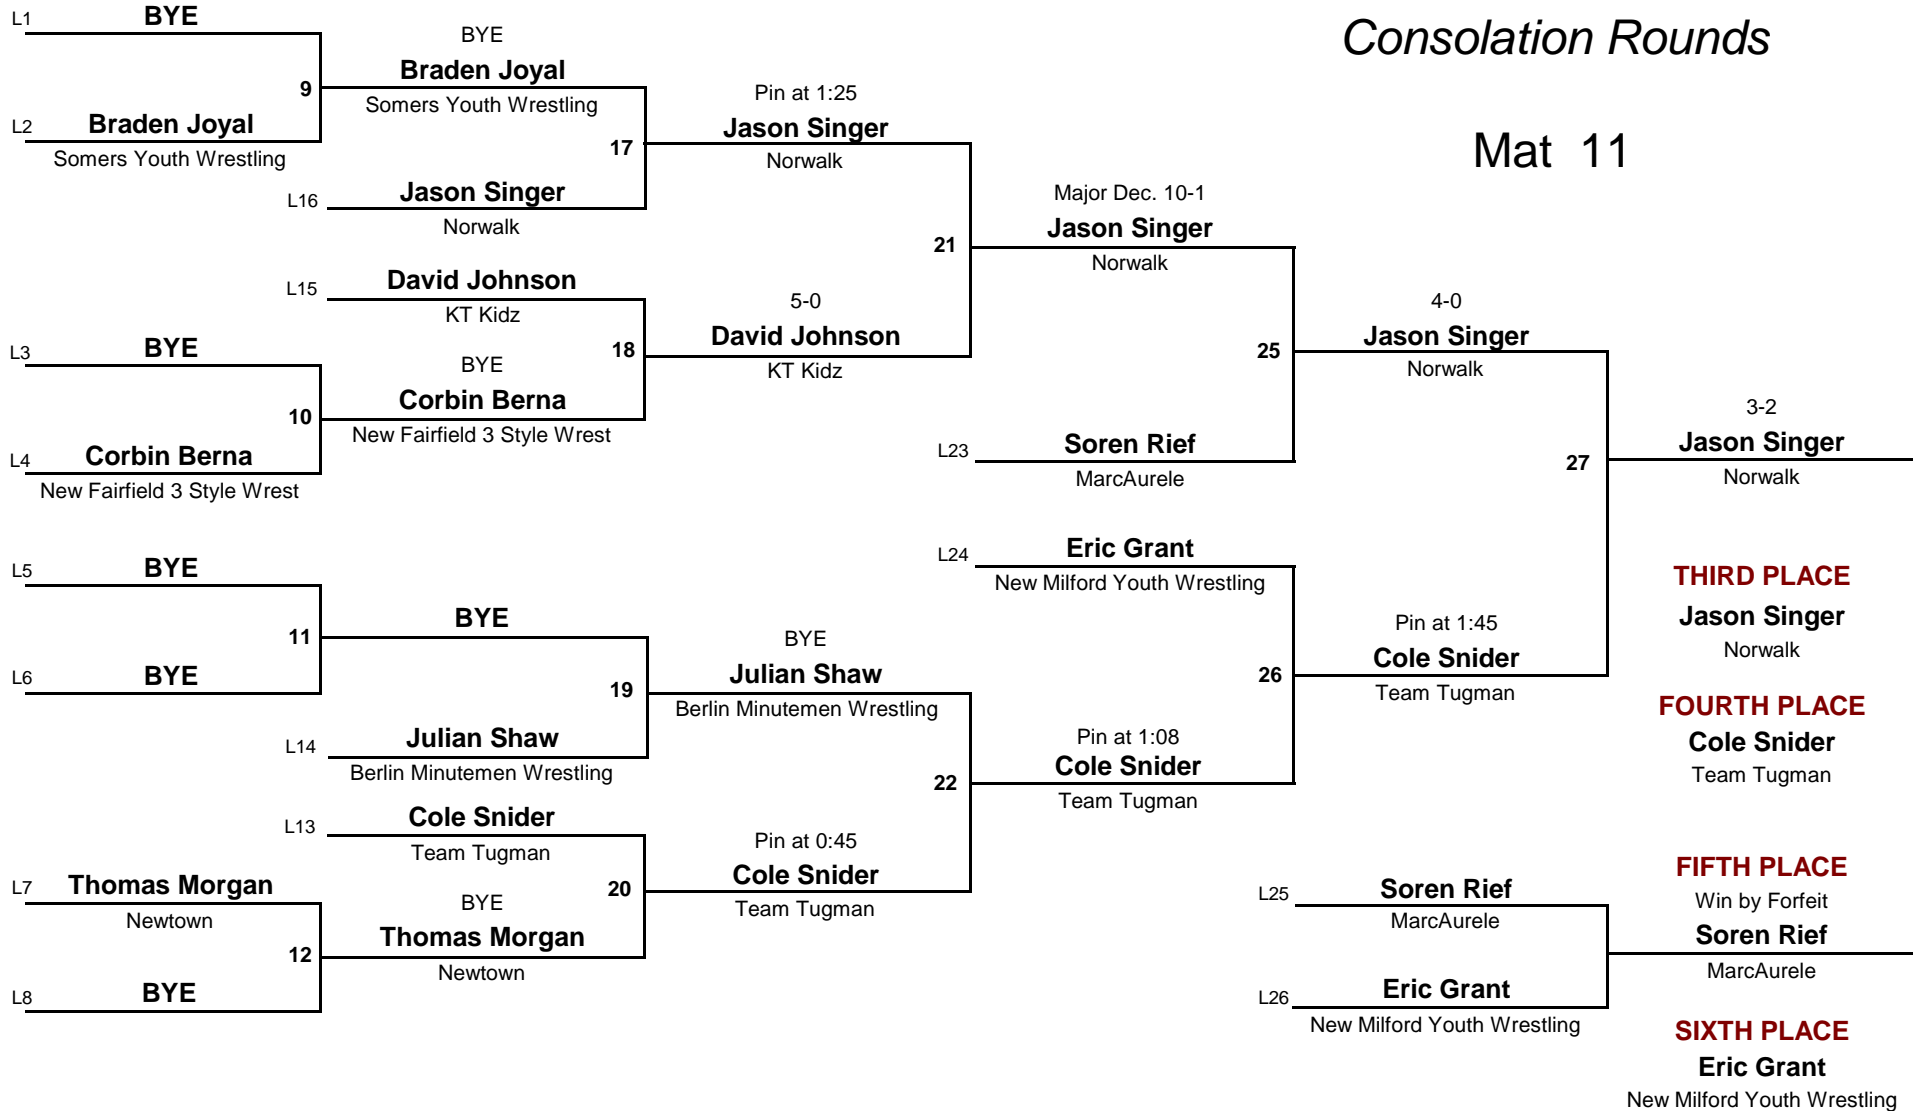 Consolation Rounds
Mat 11
L1 BYE
L2 Braden Joyal
Somers Youth Wrestling
9
BYE
Braden Joyal
Somers Youth Wrestling
17
L16 Jason Singer
Norwalk
Pin at 1:25
Jason Singer
Norwalk
21
L15 David Johnson
KT Kidz
18
L3 BYE
10
BYE
Corbin Berna
New Fairfield 3 Style Wrest
L4 Corbin Berna
New Fairfield 3 Style Wrest
5-0
David Johnson
KT Kidz
Major Dec. 10-1
Jason Singer
Norwalk
25
L23 Soren Rief
MarcAurele
4-0
Jason Singer
Norwalk
27
3-2
Jason Singer
Norwalk
L5 BYE
11
L6 BYE
BYE
19
L14 Julian Shaw
Berlin Minutemen Wrestling
BYE
Julian Shaw
Berlin Minutemen Wrestling
22
L13 Cole Snider
Team Tugman
20
L7 Thomas Morgan
Newtown
12
L8 BYE
BYE
Thomas Morgan
Newtown
Pin at 0:45
Cole Snider
Team Tugman
L24 Eric Grant
New Milford Youth Wrestling
26
Pin at 1:08
Cole Snider
Team Tugman
Pin at 1:45
Cole Snider
Team Tugman
THIRD PLACE
Jason Singer
Norwalk
FOURTH PLACE
Cole Snider
Team Tugman
L25 Soren Rief
MarcAurele
L26 Eric Grant
New Milford Youth Wrestling
FIFTH PLACE
Win by Forfeit
Soren Rief
MarcAurele
SIXTH PLACE
Eric Grant
New Milford Youth Wrestling